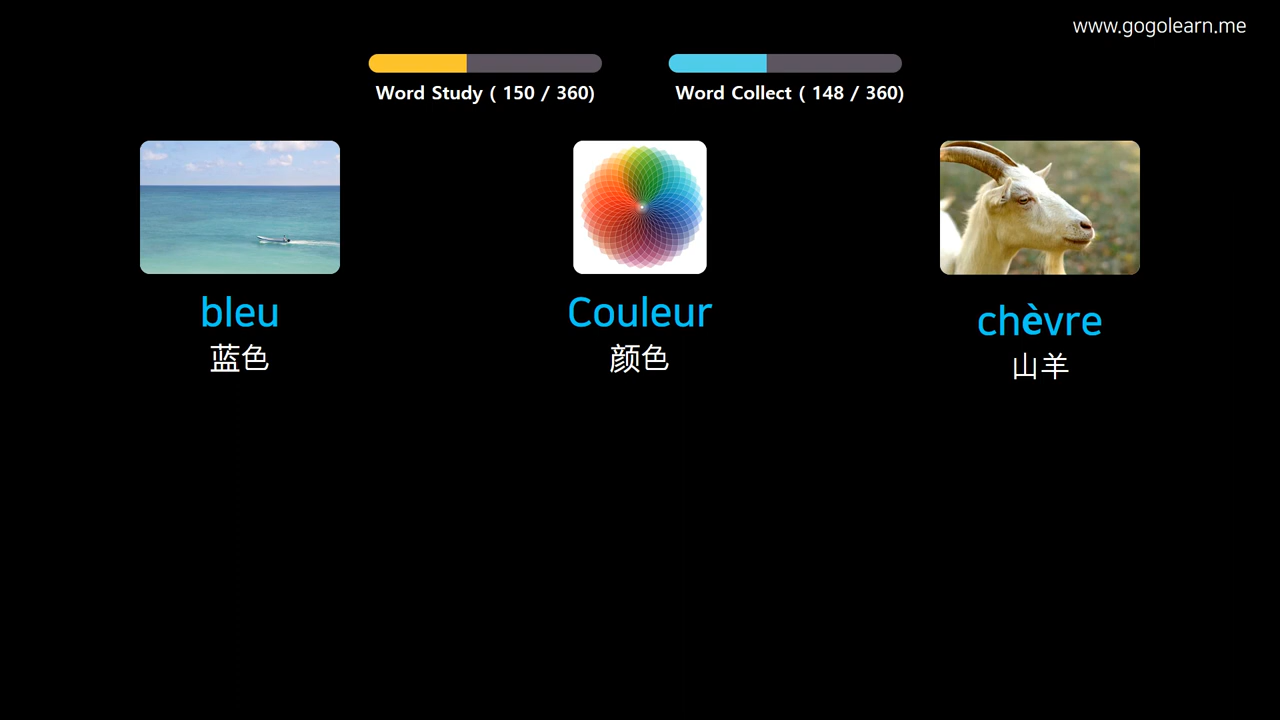 www.gogolearn.me
Word Study ( 150 / 360)
Word Collect ( 148 / 360)
bleu
蓝色
Couleur
颜色
chèvre
山羊